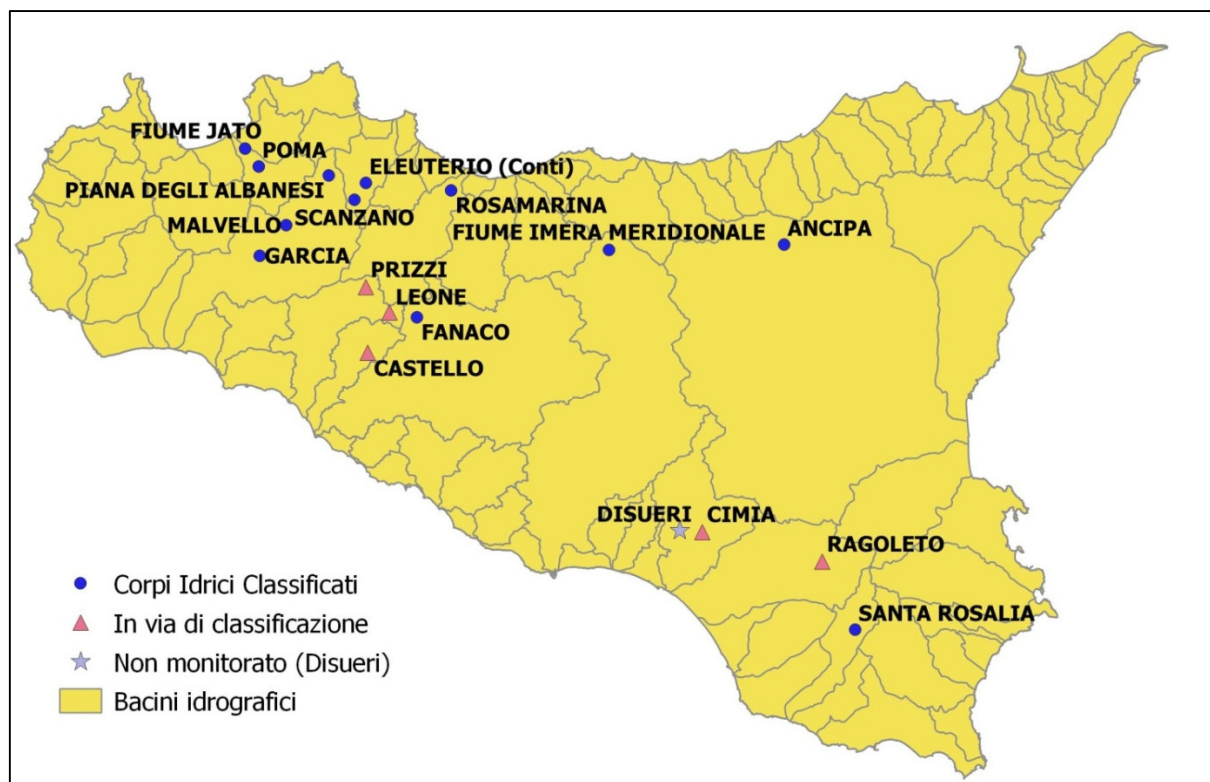 FIUME JATO
POMA
ELEUTERIO (Conti)
PIANA DEGLI ALBANESI
ROSAMARINA
MALVELLO
SCANZANO
FIUME IMERA MERIDIONALE
ANCIPA
GARCIA
PRIZZI
LEONE
FANACO
CASTELLO
DISUERI
CIMIA
RAGOLETO
SANTA ROSALIA
Corpi Idrici Classificati
In via di classificazione
Non monitorato (Disueri)
Bacini idrografici